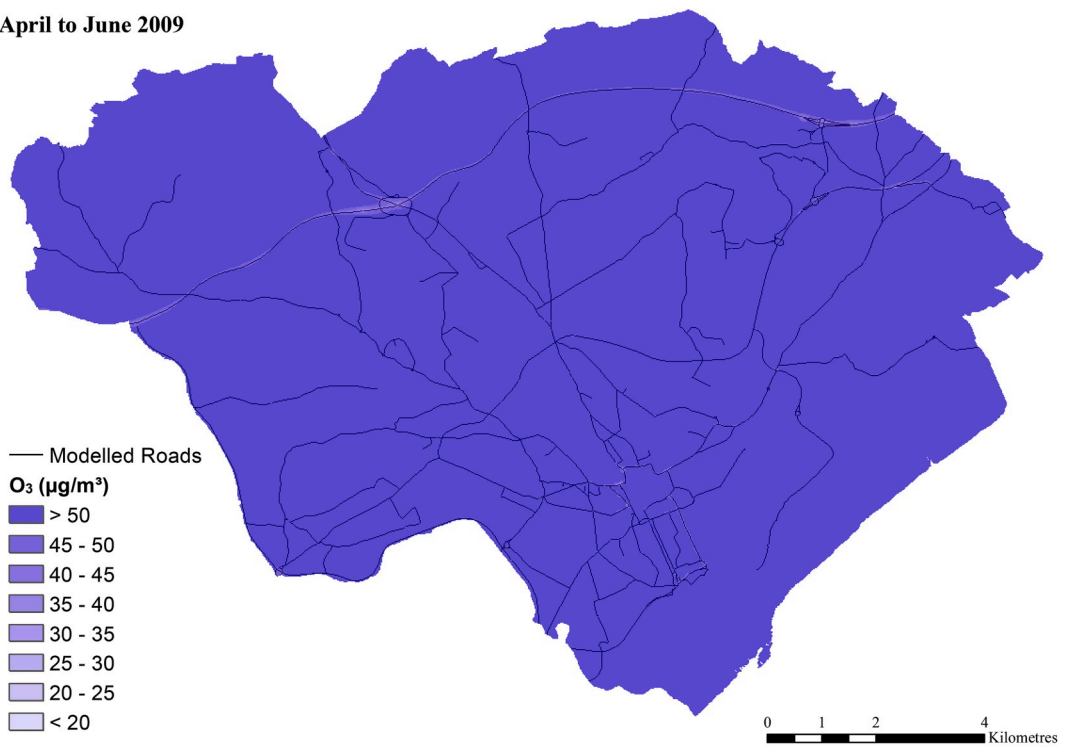 April to June 2009
Modelled Roads
O₃ (µg/m³)
> 50
45 - 50
40 - 45
35 - 40
30 - 35
25 - 30
20 - 25
< 20
0 1 2 4
Kilometres